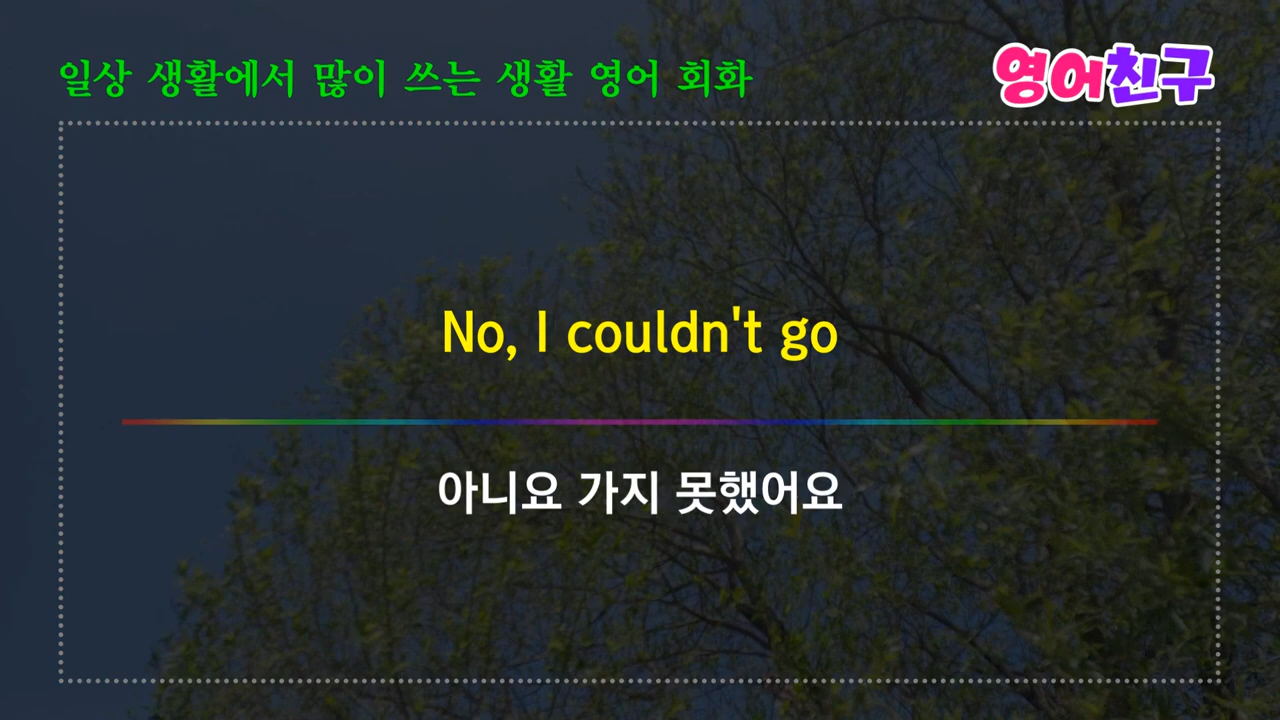 일상 생활에서 많이 쓰는 생활 영어 회화
영어친구
No, I couldn't go
아니요 가지 못했어요